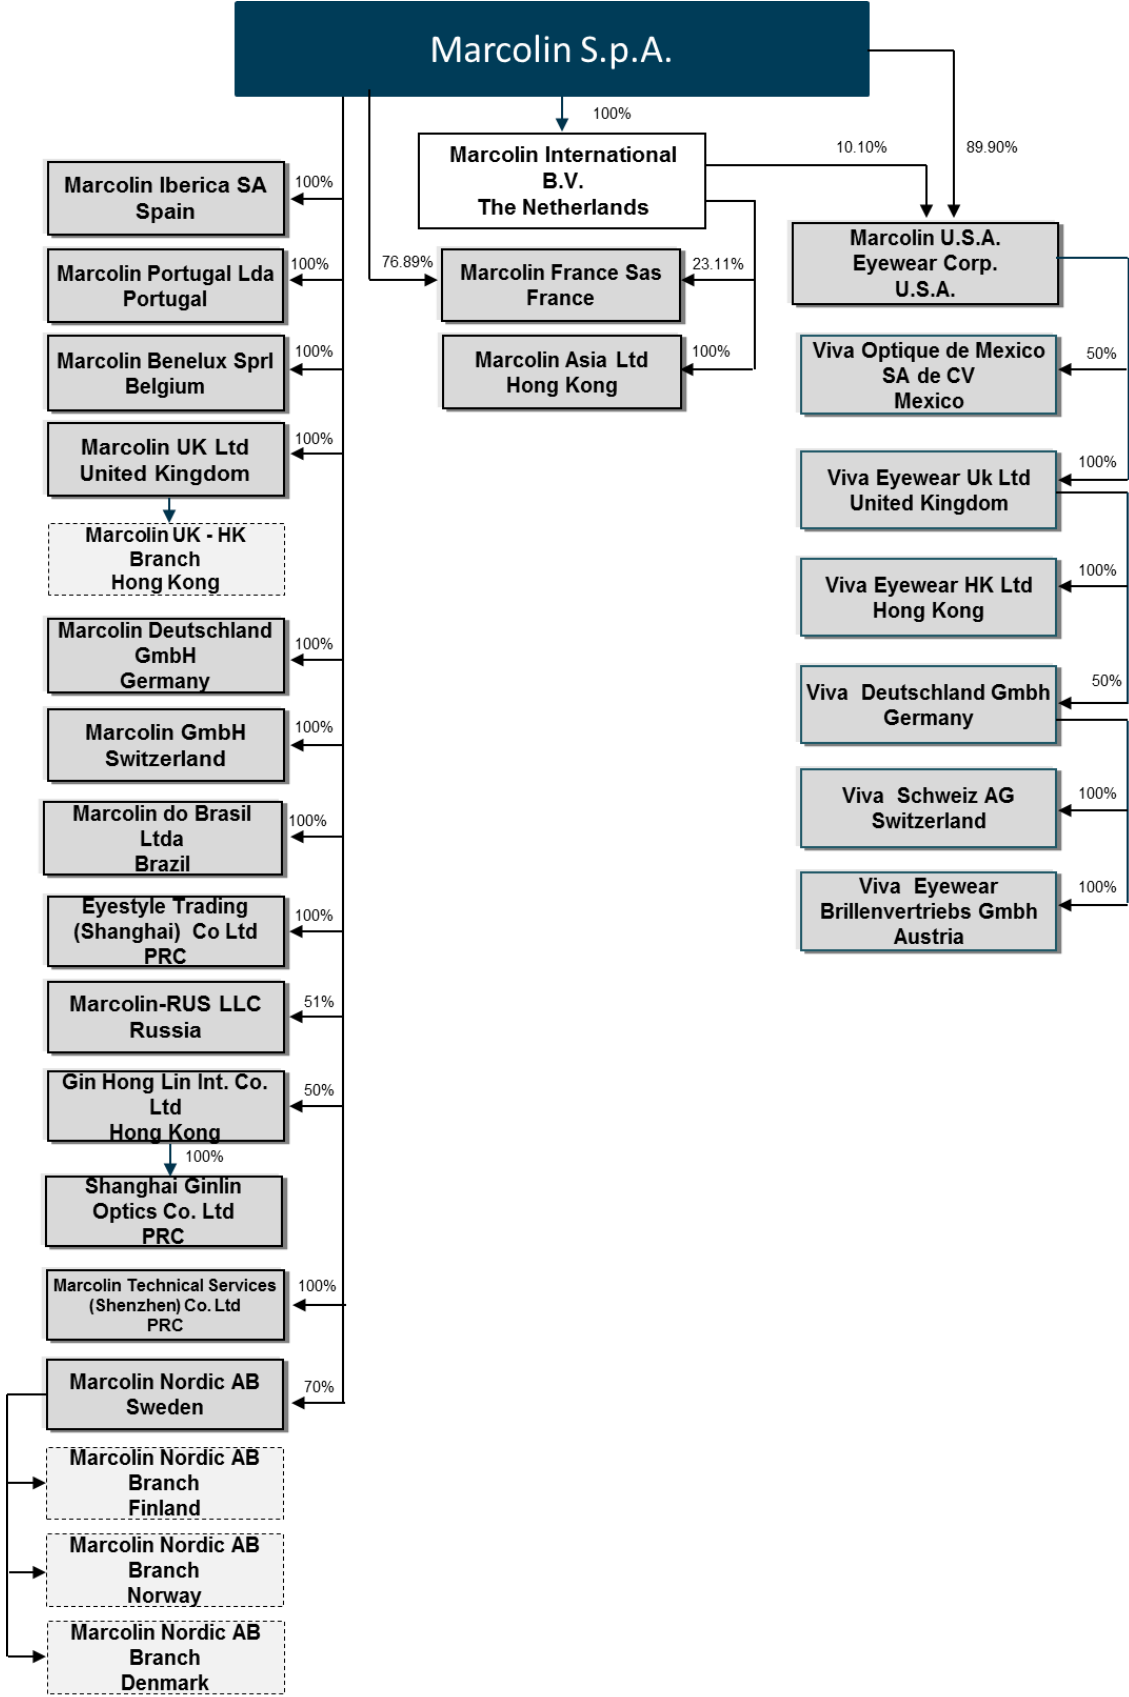 Marcolin S.p.A.
100%
Marcolin International
B.V.
The Netherlands
10.10%
89.90%
Marcolin Iberica SA
Spain
100%
Marcolin Portugal Lda
Portugal
100%
Marcolin Benelux Sprl
Belgium
100%
Marcolin UK Ltd
United Kingdom
100%
Marcolin UK - HK
Branch
Hong Kong
Marcolin Deutschland
GmbH
Germany
100%
Marcolin GmbH
Switzerland
100%
Marcolin do Brasil
Ltda
Brazil
100%
Eyestyle Trading
(Shanghai) Co Ltd
PRC
100%
Marcolin-RUS LLC
Russia
51%
Gin Hong Lin Int. Co.
Ltd
Hong Kong
50%
100%
Shanghai Ginlin
Optics Co. Ltd
PRC
Marcolin Technical Services
(Shenzhen) Co. Ltd
PRC
100%
Marcolin Nordic AB
Sweden
70%
Marcolin Nordic AB
Branch
Finland
Marcolin Nordic AB
Branch
Norway
Marcolin Nordic AB
Branch
Denmark
76.89%
Marcolin France Sas
France
23.11%
Marcolin Asia Ltd
Hong Kong
100%
Marcolin U.S.A.
Eyewear Corp.
U.S.A.
Viva Optique de Mexico
SA de CV
Mexico
50%
Viva Eyewear Uk Ltd
United Kingdom
100%
Viva Eyewear HK Ltd
Hong Kong
100%
Viva Deutschland Gmbh
Germany
50%
Viva Schweiz AG
Switzerland
100%
Viva Eyewear
Brillenvertriebs Gmbh
Austria
100%